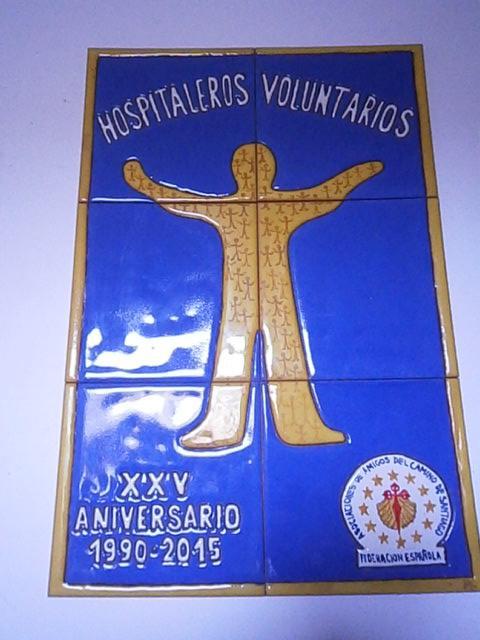 HOSPITALEROS VOLUNTARIOS
XXV
ANIVERSARIO
1990-2015
ASOCIACIONES DE AMIGOS DEL CAMINO DE SANTIAGO
FEDERACION ESPAÑOLA